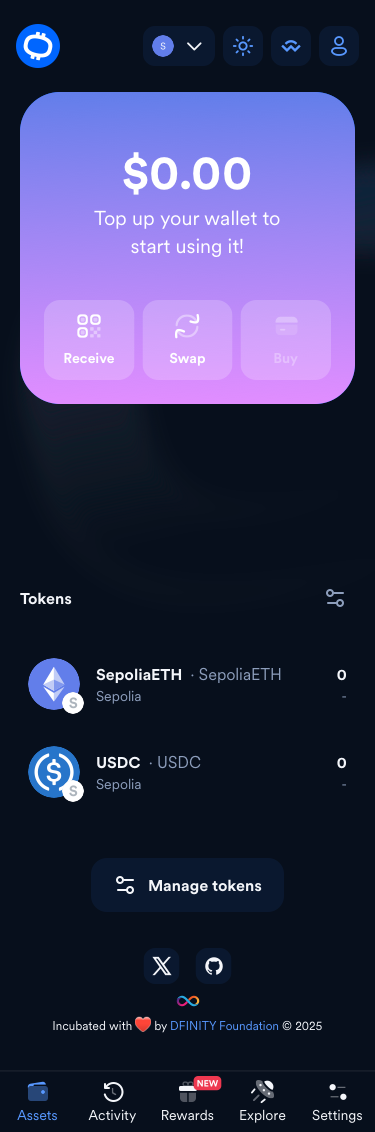 S
$0.00
Top up your wallet to
start using it!
Receive
Swap
Buy
Tokens
SepoliaETH · SepoliaETH 0
S
Sepolia -
USDC · USDC 0
S
Sepolia -
Manage tokens
Incubated with ❤️ by DFINITY Foundation © 2025
NEW
Assets
Activity
Rewards
Explore
Settings